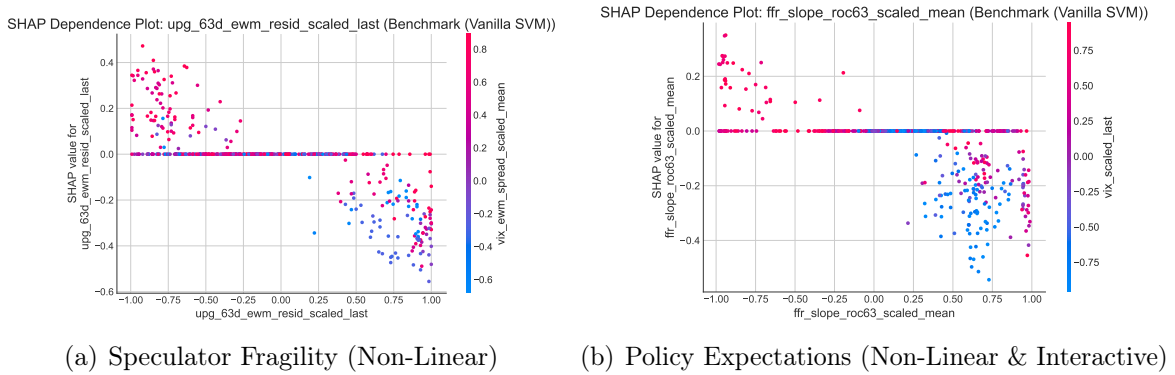 SHAP Dependence Plot: upg_63d_ewm_resid_scaled_last (Benchmark (Vanilla SVM))
0.4
0.2
0.0
−0.2
−0.4
−0.6
SHAP value for
upg_63d_ewm_resid_scaled_last
−1.00 −0.75 −0.50 −0.25 0.00 0.25 0.50 0.75 1.00
upg_63d_ewm_resid_scaled_last
0.8
0.6
0.4
0.2
0.0
−0.2
−0.4
−0.6
vix_ewm_spread_scaled_mean
(a) Speculator Fragility (Non-Linear)
SHAP Dependence Plot: ffr_slope_roc63_scaled_mean (Benchmark (Vanilla SVM))
0.2
0.0
−0.2
−0.4
SHAP value for
ffr_slope_roc63_scaled_mean
−1.00 −0.75 −0.50 −0.25 0.00 0.25 0.50 0.75 1.00
ffr_slope_roc63_scaled_mean
0.75
0.50
0.25
0.00
−0.25
−0.50
−0.75
vix_scaled_last
(b) Policy Expectations (Non-Linear & Interactive)